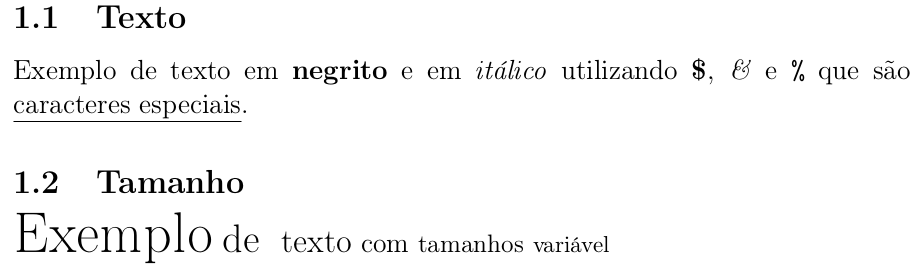 1.1 Texto
Exemplo de texto em negrito e em itálico utilizando $, & e % que são
caracteres especiais.
1.2 Tamanho
Exemplo de texto com tamanhos variável